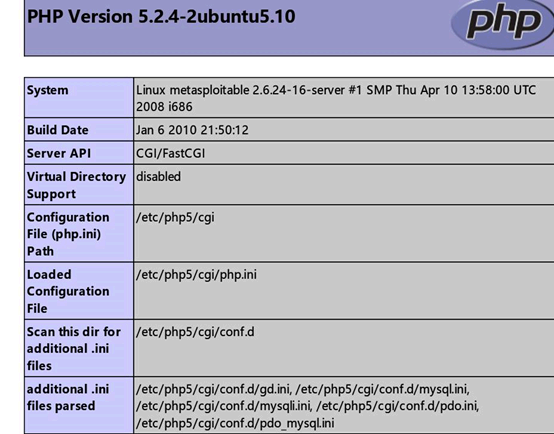 PHP Version 5.2.4-2ubuntu5.10
php
System
Linux metasploitable 2.6.24-16-server #1 SMP Thu Apr 10 13:58:00 UTC
2008 i686
Build Date
Jan 6 2010 21:50:12
Server API
CGI/FastCGI
Virtual Directory
Support
disabled
Configuration
File (php.ini)
Path
/etc/php5/cgi
Loaded
Configuration
File
/etc/php5/cgi/php.ini
Scan this dir for
additional .ini
files
/etc/php5/cgi/conf.d
additional .ini
files parsed
/etc/php5/cgi/conf.d/gd.ini, /etc/php5/cgi/conf.d/mysql.ini,
/etc/php5/cgi/conf.d/mysqli.ini, /etc/php5/cgi/conf.d/pdo.ini,
/etc/php5/cgi/conf.d/pdo_mysql.ini